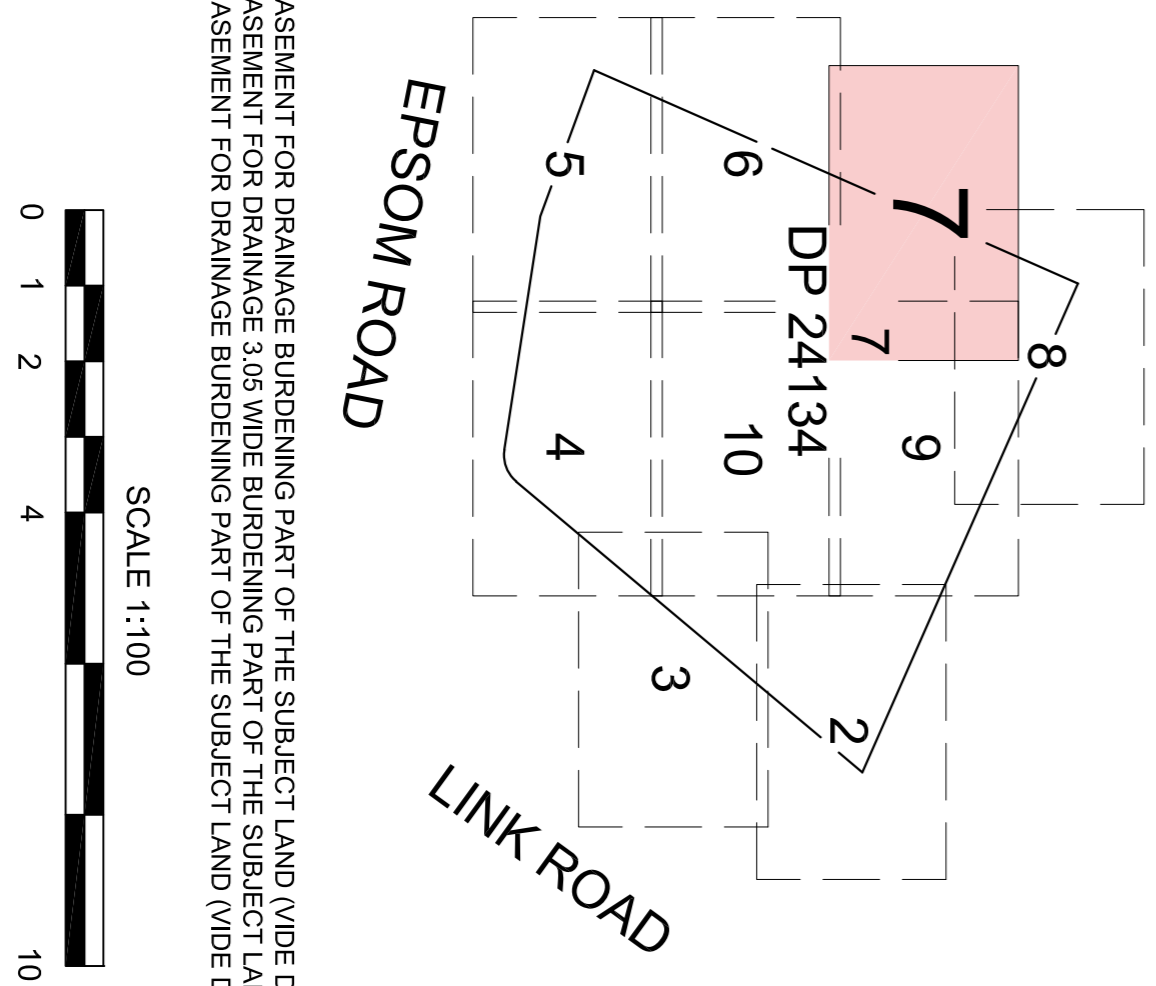 7
8
6
5
DP 24134
7
9
10
4
2
3
EPSOM ROAD
LINK ROAD
ASEMENT FOR DRAINAGE BURDENING PART OF THE SUBJECT LAND (VIDE D
ASEMENT FOR DRAINAGE 3.05 WIDE BURDENING PART OF THE SUBJECT LA
ASEMENT FOR DRAINAGE BURDENING PART OF THE SUBJECT LAND (VIDE D
SCALE 1:100
0 1 2 4 10